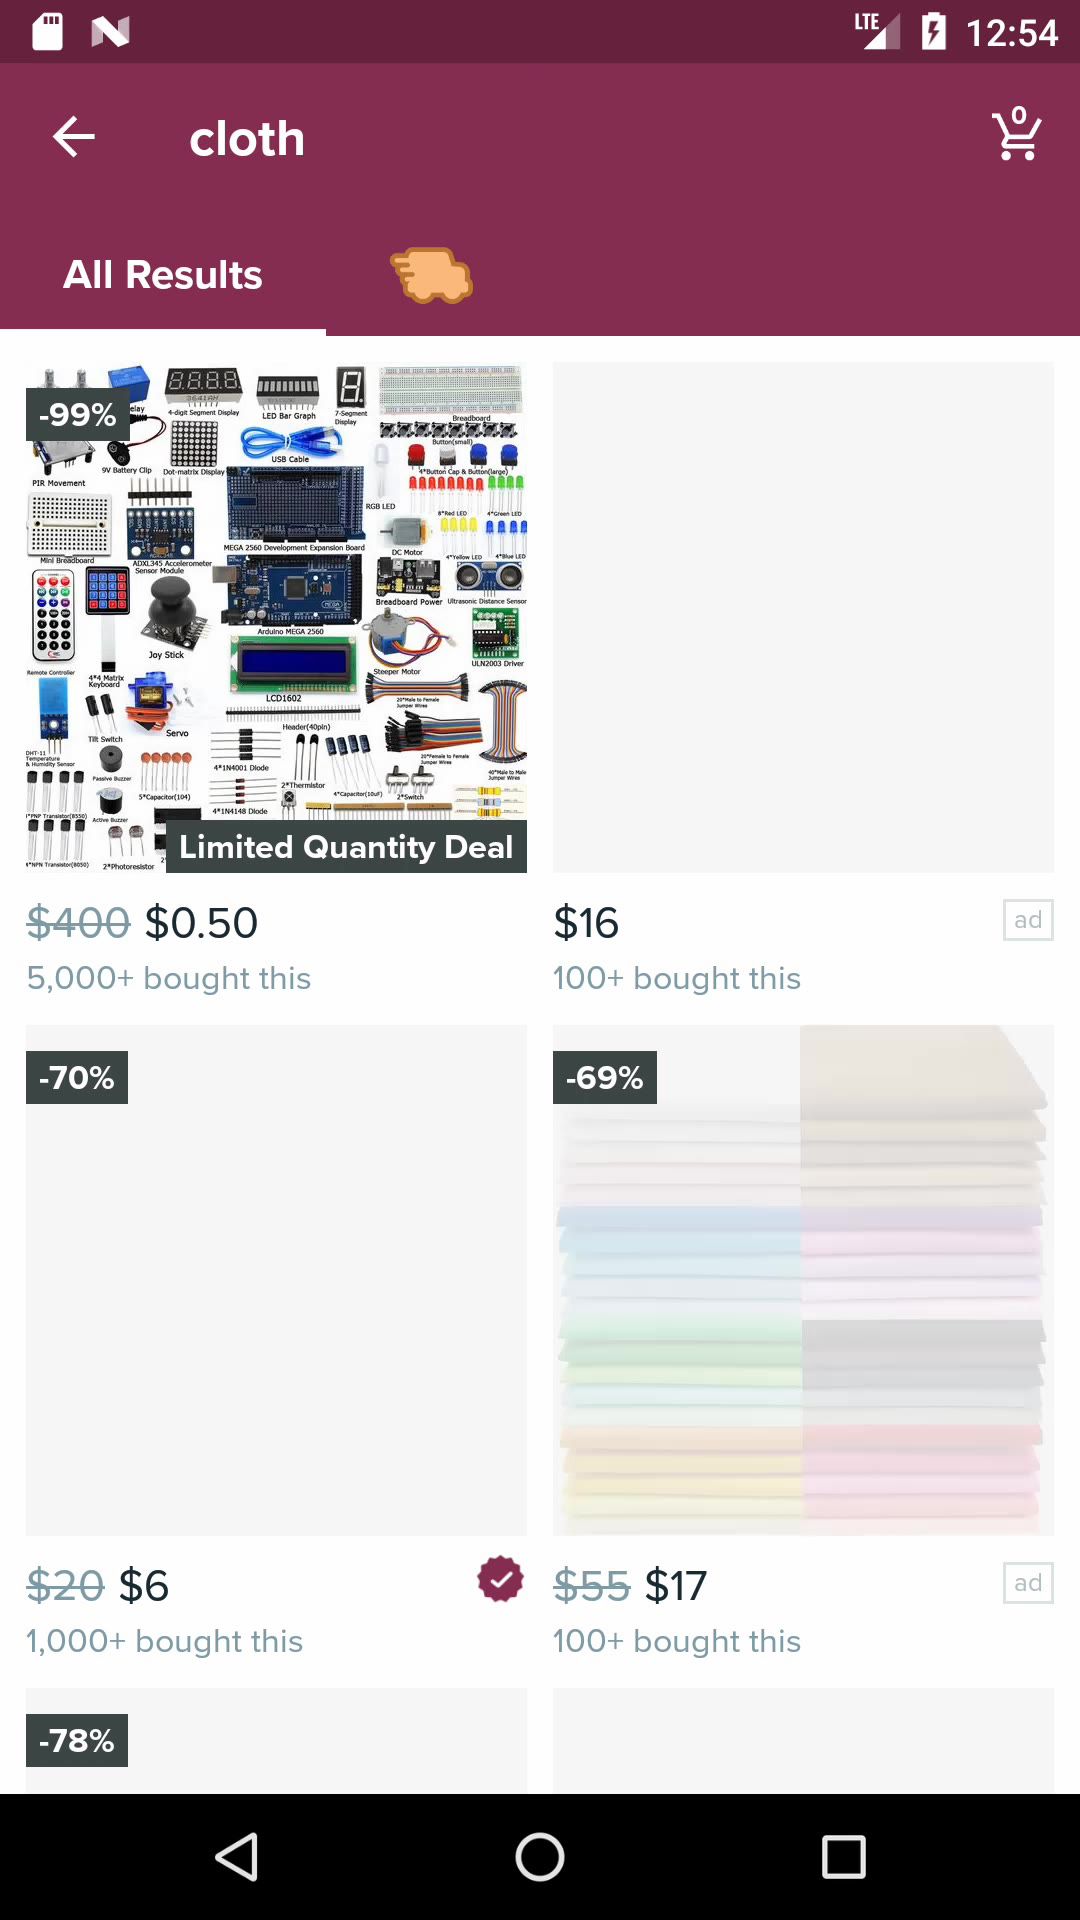 LTE
12:54
cloth
0
All Results
-99%
elay
3641AH
4-digit Segment Display
LED Bar Graph
7-Segment
Display
Breadboard
Button(small)
9V Battery Clip
Dot-matrix Display
USB Cable
4*Button Cap & Button(large)
PIR Movement
RGB LED
8*Red LED
4*Green LED
Mini Breadboard
ADXL345 Accelerometer
Sensor Module
MEGA 2560 Development Expansion Board
DC Motor
4*Yellow LED
4*Blue LED
Breadboard Power
Ultrasonic Distance Sensor
Arduino MEGA 2560
Joy Stick
ULN2003 Driver
Remote Controller
4*4 Matrix
Keyboard
Steeper Motor
LCD1602
20*Male to Female
Jumper Wires
Tilt Switch
Servo
Header(40pin)
DHT-11
Temperature
& Humidity Sensor
Passive Buzzer
5*Capacitor(104)
4*1N4001 Diode
2*Thermistor
4*Capacitor(10uF)
20*Female to Female
Jumper Wires
2*Switch
40*Male to Male
Jumper Wires
*PNP Transistor(8550)
Active Buzzer
4*1N4148 Diode
*NPN Transistor(8050)
2*Photoresistor
Limited Quantity Deal
$400 $0.50
5,000+ bought this
$16
ad
100+ bought this
-70%
-69%
$20 $6
1,000+ bought this
$55 $17
ad
100+ bought this
-78%